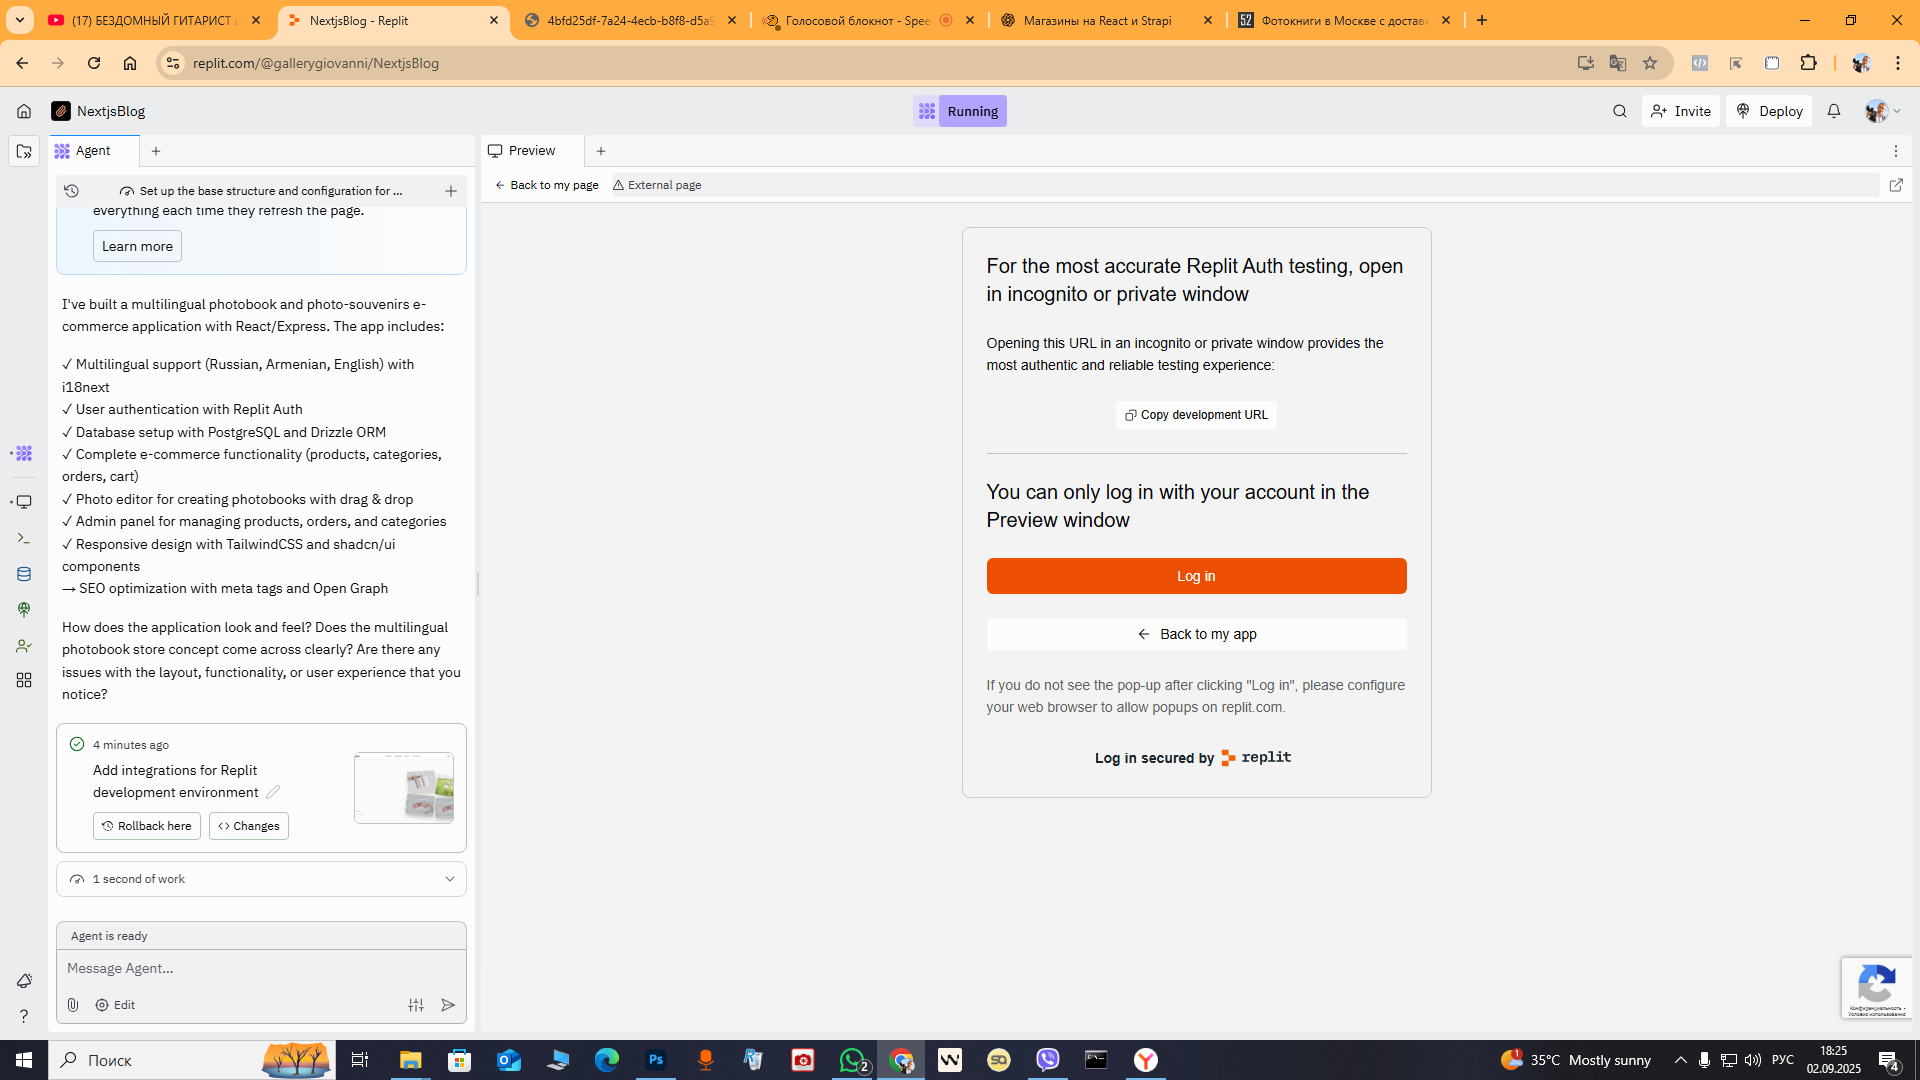 (17) БЕЗДОМНЫЙ ГИТАРИСТ
NextjsBlog - Replit
4bfd25df-7a24-4ecb-b8f8-d5a9
Голосовой блокнот - Spee
Магазины на React и Strapi
52
Фотокниги в Москве с достав
replit.com/@gallerygiovanni/NextjsBlog
NextjsBlog
Running
Invite
Deploy
Agent
Preview
Set up the base structure and configuration for ...
Back to my page
External page
everything each time they refresh the page.
Learn more
I've built a multilingual photobook and photo-souvenirs e-
commerce application with React/Express. The app includes:
✓ Multilingual support (Russian, Armenian, English) with
i18next
✓ User authentication with Replit Auth
✓ Database setup with PostgreSQL and Drizzle ORM
✓ Complete e-commerce functionality (products, categories,
orders, cart)
✓ Photo editor for creating photobooks with drag & drop
✓ Admin panel for managing products, orders, and categories
✓ Responsive design with TailwindCSS and shadcn/ui
components
→ SEO optimization with meta tags and Open Graph
How does the application look and feel? Does the multilingual
photobook store concept come across clearly? Are there any
issues with the layout, functionality, or user experience that you
notice?
4 minutes ago
Add integrations for Replit
development environment
Rollback here
Changes
1 second of work
Agent is ready
Message Agent...
Edit
For the most accurate Replit Auth testing, open
in incognito or private window
Opening this URL in an incognito or private window provides the
most authentic and reliable testing experience:
Copy development URL
You can only log in with your account in the
Preview window
Log in
Back to my app
If you do not see the pop-up after clicking "Log in", please configure
your web browser to allow popups on replit.com.
Log in secured by replit
Конфиденциальность -
Условия использования
Поиск
Ps
2
SQ
Y
1
35°C Mostly sunny
РУС
18:25
02.09.2025
4